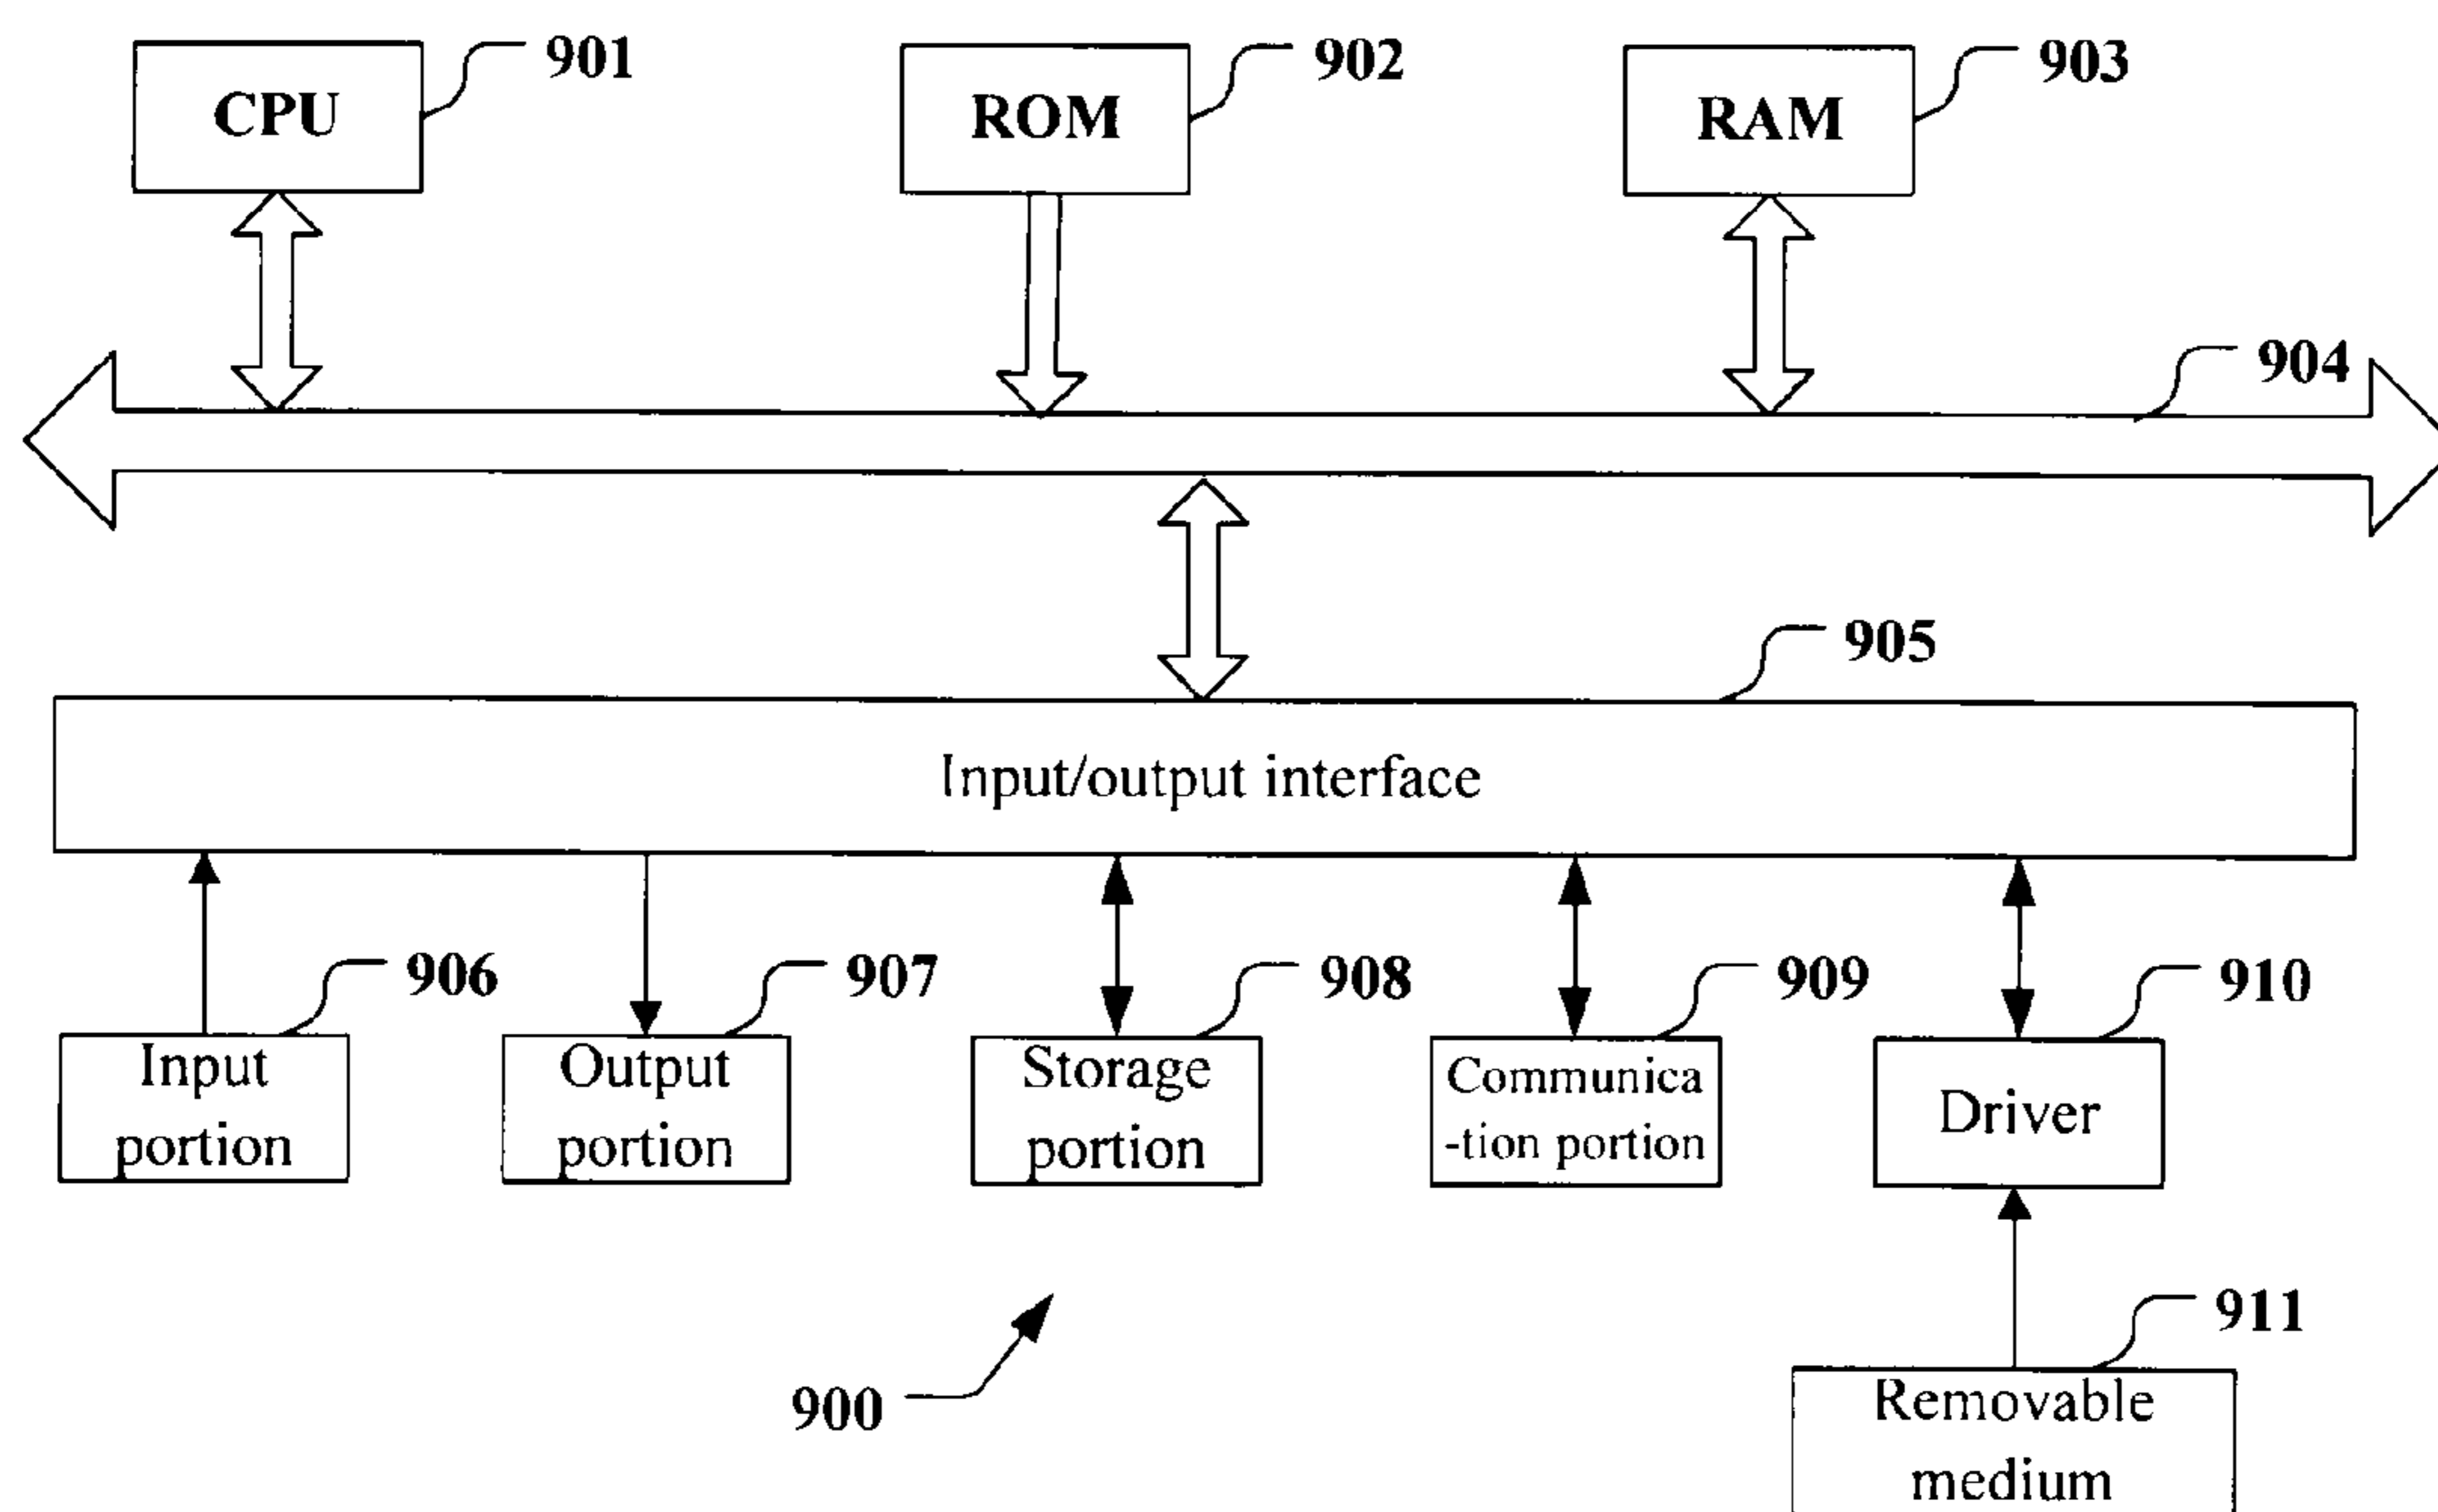 CPU
901
ROM
902
RAM
903
904
905
Input/output interface
906
907
908
909
910
Input
portion
Output
portion
Storage
portion
Communica
-tion portion
Driver
911
900
Removable
medium